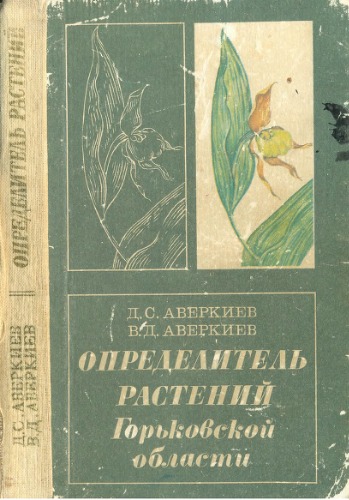 Д.С. АВЕРКИЕВ
В.Д. АВЕРКИЕВ
ОПРЕДЕЛИТЕЛЬ РАСТЕНИЙ
Д.С. АВЕРКИЕВ
В.Д. АВЕРКИЕВ
ОПРЕДЕЛИТЕЛЬ
РАСТЕНИЙ
Горьковской
области